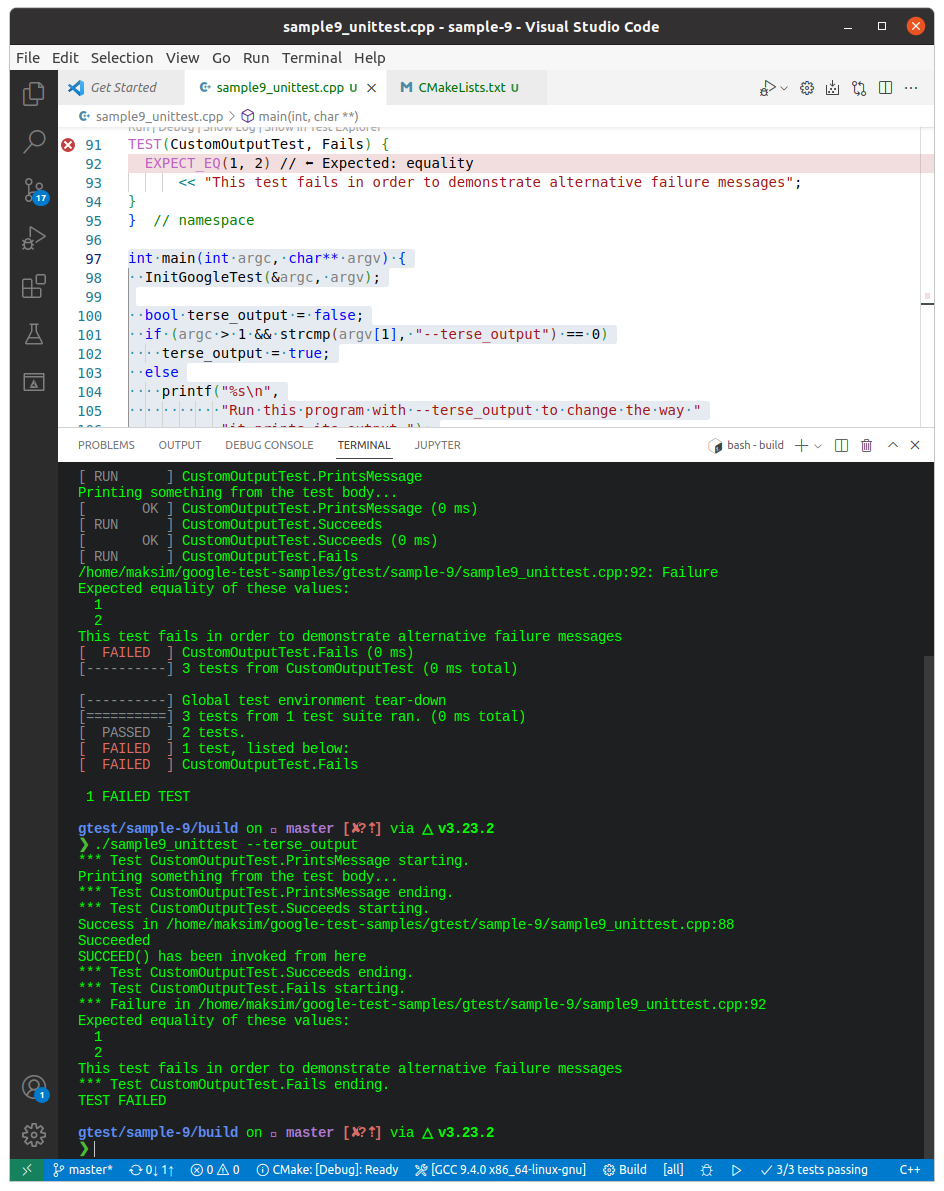 sample9_unittest.cpp - sample-9 - Visual Studio Code
File Edit Selection View Go Run Terminal Help
Get Started sample9_unittest.cpp U CMakeLists.txt U
sample9_unittest.cpp > main(int, char **)
Run | Debug | Show Log | Show in Test Explorer
91 TEST(CustomOutputTest, Fails) {
92 EXPECT_EQ(1, 2) // ⬅ Expected: equality
93 << "This test fails in order to demonstrate alternative failure messages";
94 }
95 } // namespace
96
97 int·main(int·argc,·char**·argv)·{
98 ··InitGoogleTest(&argc,·argv);
99
100 ··bool·terse_output·=·false;
101 ··if·(argc·>·1·&&·strcmp(argv[1],·"--terse_output")·==·0)
102 ····terse_output·=·true;
103 ··else
104 ····printf("%s\n",
105 ···········"Run·this·program·with·--terse_output·to·change·the·way·"
106 ···········"it·prints·its·output.");
PROBLEMS OUTPUT DEBUG CONSOLE TERMINAL JUPYTER bash - build
[ RUN      ] CustomOutputTest.PrintsMessage
Printing something from the test body...
[       OK ] CustomOutputTest.PrintsMessage (0 ms)
[ RUN      ] CustomOutputTest.Succeeds
[       OK ] CustomOutputTest.Succeeds (0 ms)
[ RUN      ] CustomOutputTest.Fails
/home/maksim/google-test-samples/gtest/sample-9/sample9_unittest.cpp:92: Failure
Expected equality of these values:
  1
  2
This test fails in order to demonstrate alternative failure messages
[  FAILED  ] CustomOutputTest.Fails (0 ms)
[----------] 3 tests from CustomOutputTest (0 ms total)

[----------] Global test environment tear-down
[==========] 3 tests from 1 test suite ran. (0 ms total)
[  PASSED  ] 2 tests.
[  FAILED  ] 1 test, listed below:
[  FAILED  ] CustomOutputTest.Fails

 1 FAILED TEST

gtest/sample-9/build on master [✘?⇡] via △ v3.23.2
❯ ./sample9_unittest --terse_output
*** Test CustomOutputTest.PrintsMessage starting.
Printing something from the test body...
*** Test CustomOutputTest.PrintsMessage ending.
*** Test CustomOutputTest.Succeeds starting.
Success in /home/maksim/google-test-samples/gtest/sample-9/sample9_unittest.cpp:88
Succeeded
SUCCEED() has been invoked from here
*** Test CustomOutputTest.Succeeds ending.
*** Test CustomOutputTest.Fails starting.
*** Failure in /home/maksim/google-test-samples/gtest/sample-9/sample9_unittest.cpp:92
Expected equality of these values:
  1
  2
This test fails in order to demonstrate alternative failure messages
*** Test CustomOutputTest.Fails ending.
TEST FAILED

gtest/sample-9/build on master [✘?⇡] via △ v3.23.2
❯
17
1
master* 0↓ 1↑ 0 0 CMake: [Debug]: Ready [GCC 9.4.0 x86_64-linux-gnu] Build [all] 3/3 tests passing C++